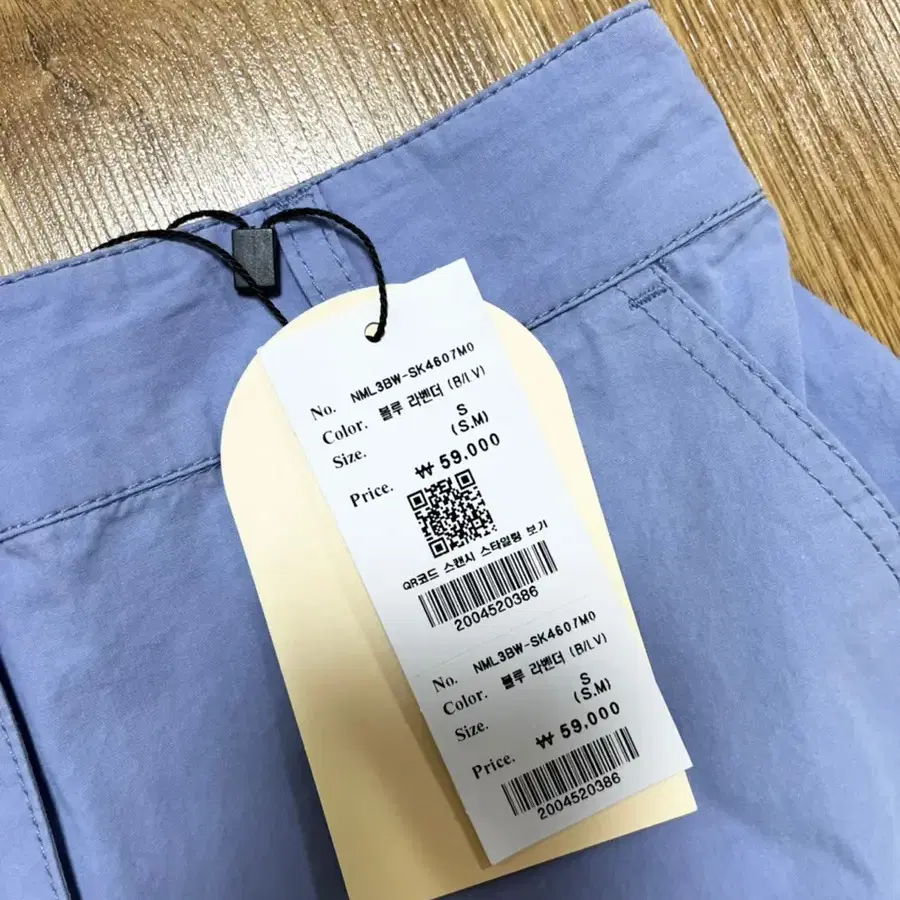 No. NML3BW-SK4607M0
Color. 블루 라벤더 (B/LV)
Size. S
(S.M)
Price. ₩ 59,000
QR코드 스캔시 스타일링 보기
2004520386
No. NML3BW-SK4607M0
Color. 블루 라벤더 (B/LV)
Size. S
(S.M)
Price. ₩ 59,000
2004520386